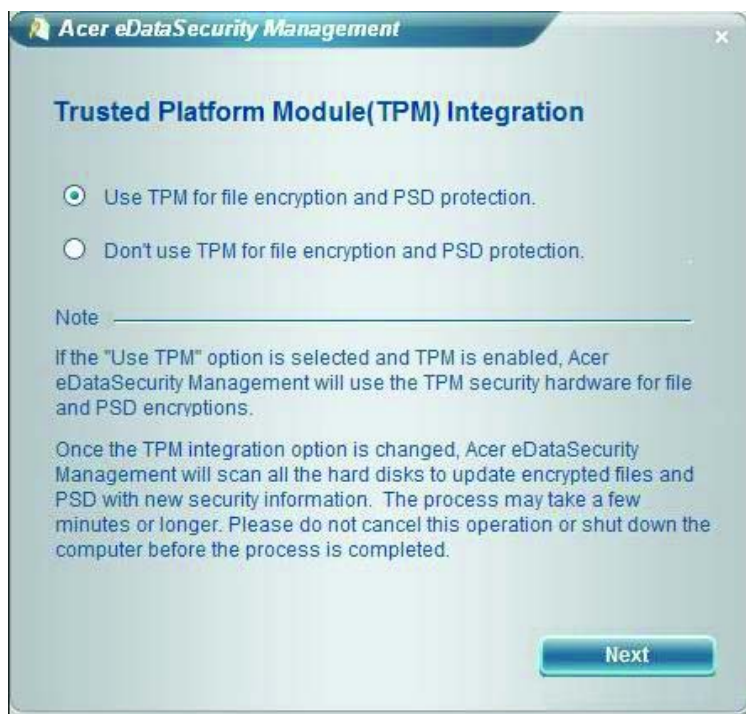 Acer eDataSecurity Management
Trusted Platform Module(TPM) Integration
Use TPM for file encryption and PSD protection.
Don't use TPM for file encryption and PSD protection.
Note
If the "Use TPM" option is selected and TPM is enabled, Acer
eDataSecurity Management will use the TPM security hardware for file
and PSD encryptions.
Once the TPM integration option is changed, Acer eDataSecurity
Management will scan all the hard disks to update encrypted files and
PSD with new security information. The process may take a few
minutes or longer. Please do not cancel this operation or shut down the
computer before the process is completed.
Next